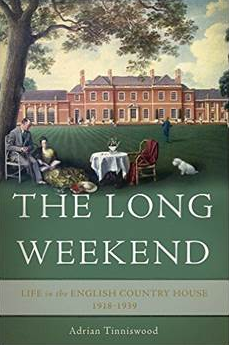 THE LONG
WEEKEND
LIFE in the ENGLISH COUNTRY HOUSE
1918-1939
Adrian Tinniswood